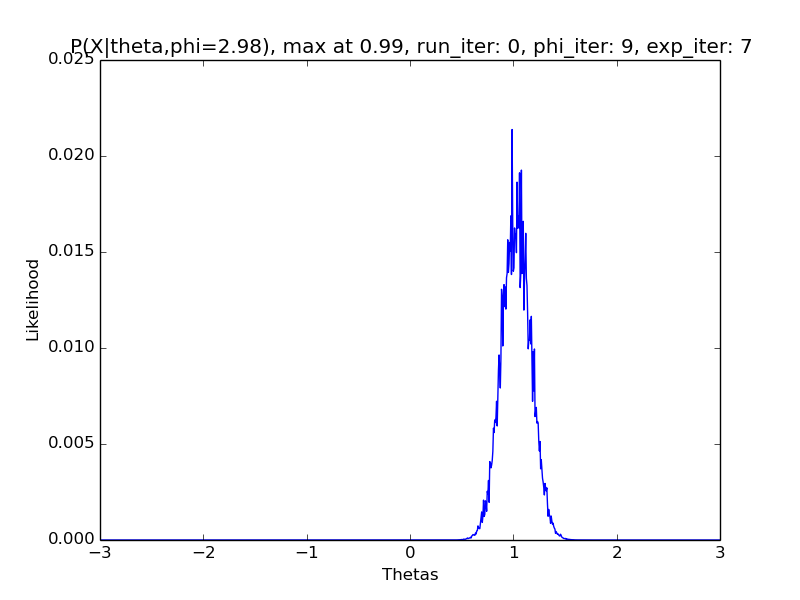 P(X|theta,phi=2.98), max at 0.99, run_iter: 0, phi_iter: 9, exp_iter: 7
0.025
0.020
0.015
0.010
0.005
0.000
Likelihood
−3 −2 −1 0 1 2 3
Thetas